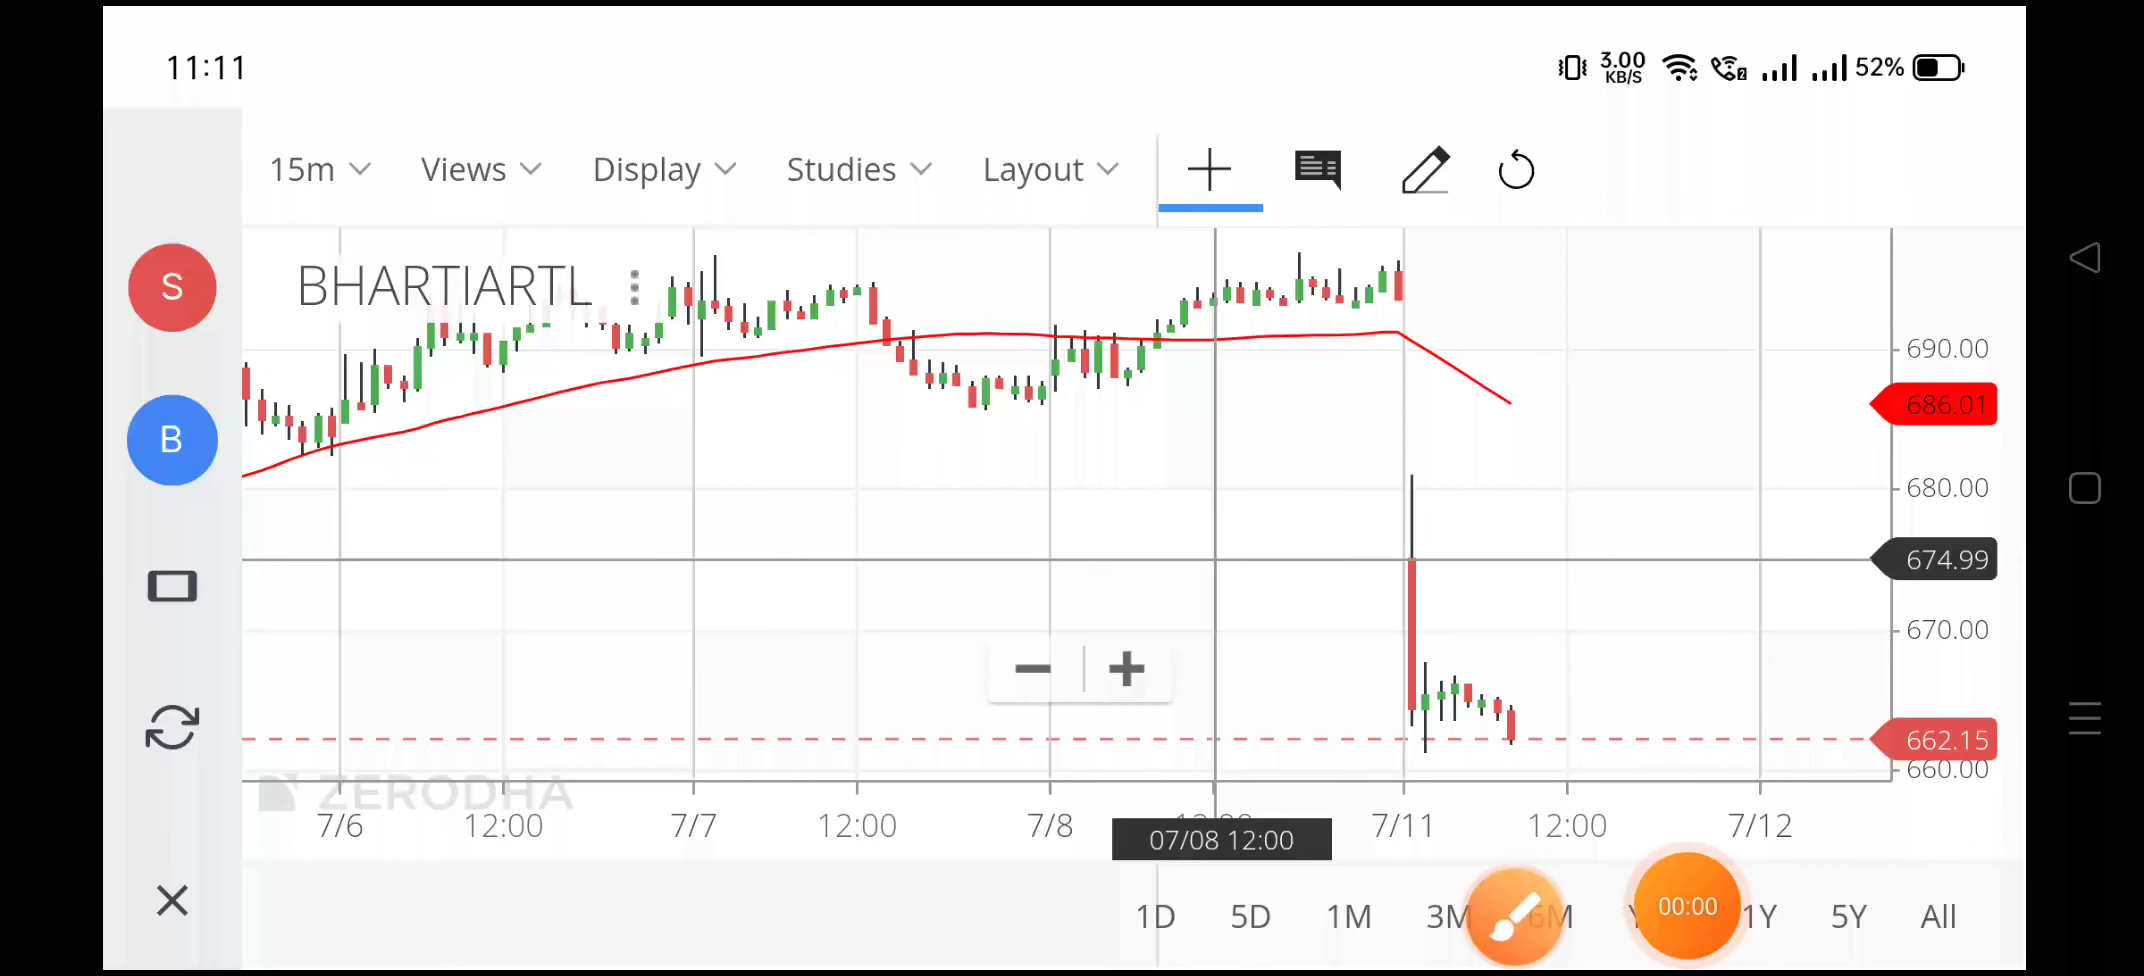 11:11
3.00
KB/S
2
52%
15m Views Display Studies Layout
S
BHARTIARTL
690.00
686.01
B
680.00
674.99
670.00
662.15
660.00
ZERODHA
7/6 12:00 7/7 12:00 7/8 7/11 12:00 7/12
07/08 12:00
1D 5D 1M 3M 6M 00:00 1Y 5Y All